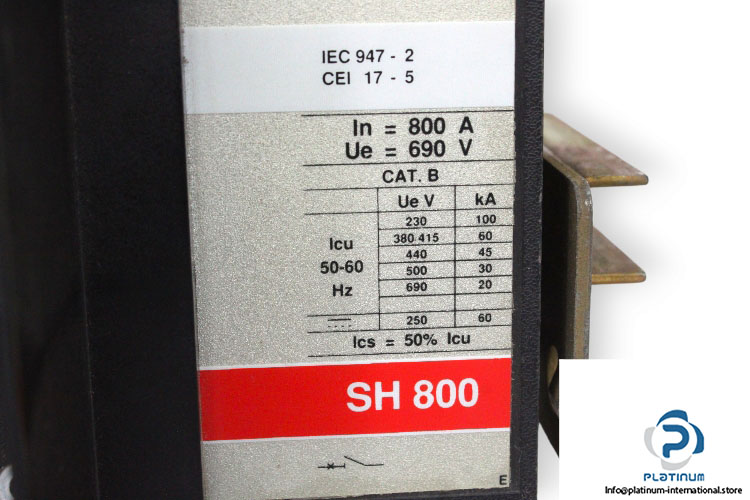 IEC 947 - 2
CEI 17 - 5
In = 800 A
Ue = 690 V
CAT. B
Ue V kA
Icu 50-60 Hz
230 100
380/415 60
440 45
500 30
690 20
250 60
Ics = 50% Icu
SH 800
E
PLATINUM
Info@platinum-international.store